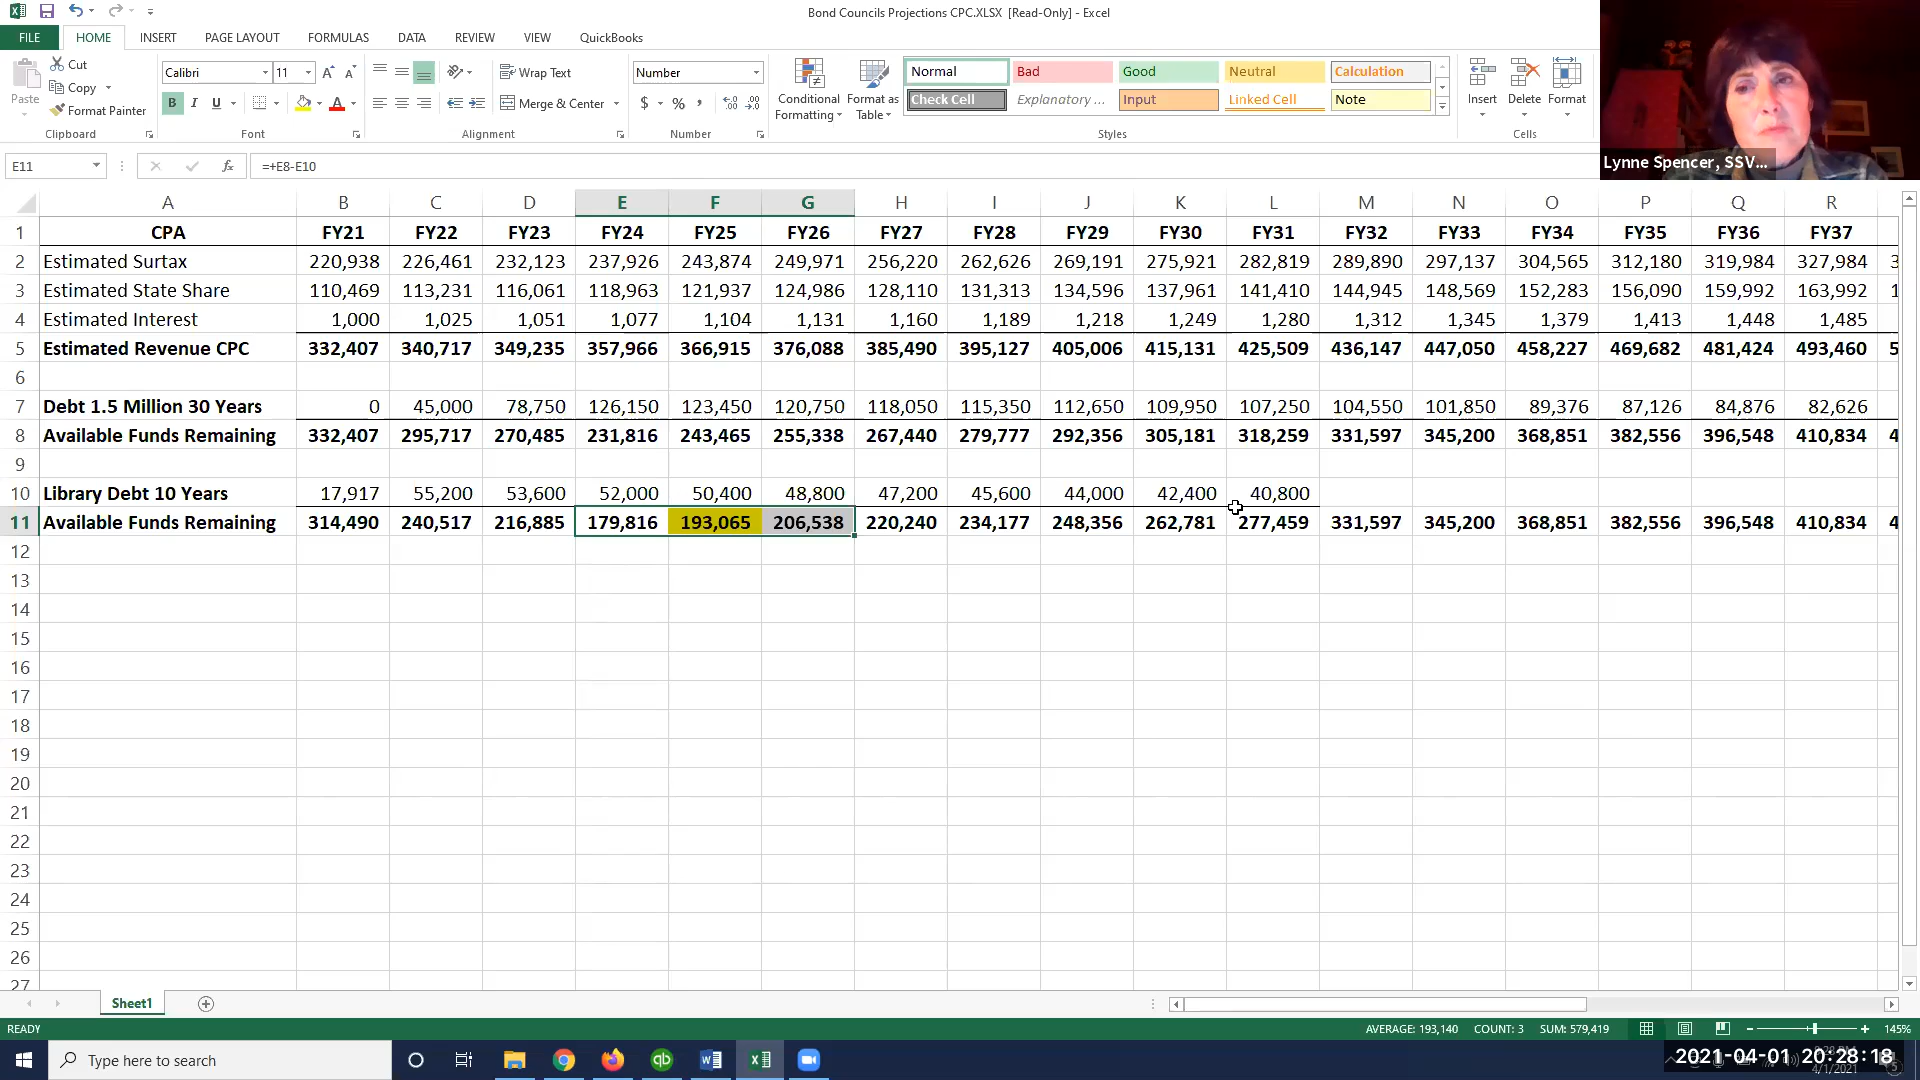 Bond Councils Projections CPC.XLSX [Read-Only] - Excel
FILE HOME INSERT PAGE LAYOUT FORMULAS DATA REVIEW VIEW QuickBooks
Paste
Cut
Copy
Format Painter
Clipboard
Calibri 11
B I U
Font
Wrap Text
Merge & Center
Alignment
Number
$ % ,
Number
Conditional Formatting
Format as Table
Normal Bad Good Neutral Calculation
Check Cell Explanatory ... Input Linked Cell Note
Styles
Insert Delete Format
Cells
Lynne Spencer, SSV...
E11 fx =+E8-E10
A B C D E F G H I J K L M N O P Q R
1 CPA FY21 FY22 FY23 FY24 FY25 FY26 FY27 FY28 FY29 FY30 FY31 FY32 FY33 FY34 FY35 FY36 FY37
2 Estimated Surtax 220,938 226,461 232,123 237,926 243,874 249,971 256,220 262,626 269,191 275,921 282,819 289,890 297,137 304,565 312,180 319,984 327,984 3
3 Estimated State Share 110,469 113,231 116,061 118,963 121,937 124,986 128,110 131,313 134,596 137,961 141,410 144,945 148,569 152,283 156,090 159,992 163,992 1
4 Estimated Interest 1,000 1,025 1,051 1,077 1,104 1,131 1,160 1,189 1,218 1,249 1,280 1,312 1,345 1,379 1,413 1,448 1,485
5 Estimated Revenue CPC 332,407 340,717 349,235 357,966 366,915 376,088 385,490 395,127 405,006 415,131 425,509 436,147 447,050 458,227 469,682 481,424 493,460 5
6
7 Debt 1.5 Million 30 Years 0 45,000 78,750 126,150 123,450 120,750 118,050 115,350 112,650 109,950 107,250 104,550 101,850 89,376 87,126 84,876 82,626
8 Available Funds Remaining 332,407 295,717 270,485 231,816 243,465 255,338 267,440 279,777 292,356 305,181 318,259 331,597 345,200 368,851 382,556 396,548 410,834 4
9
10 Library Debt 10 Years 17,917 55,200 53,600 52,000 50,400 48,800 47,200 45,600 44,000 42,400 40,800
11 Available Funds Remaining 314,490 240,517 216,885 179,816 193,065 206,538 220,240 234,177 248,356 262,781 277,459 331,597 345,200 368,851 382,556 396,548 410,834 4
12
13
14
15
16
17
18
19
20
21
22
23
24
25
26
27
Sheet1
READY AVERAGE: 193,140 COUNT: 3 SUM: 579,419 145%
Type here to search
2021-04-01 20:28:18
4/1/2021